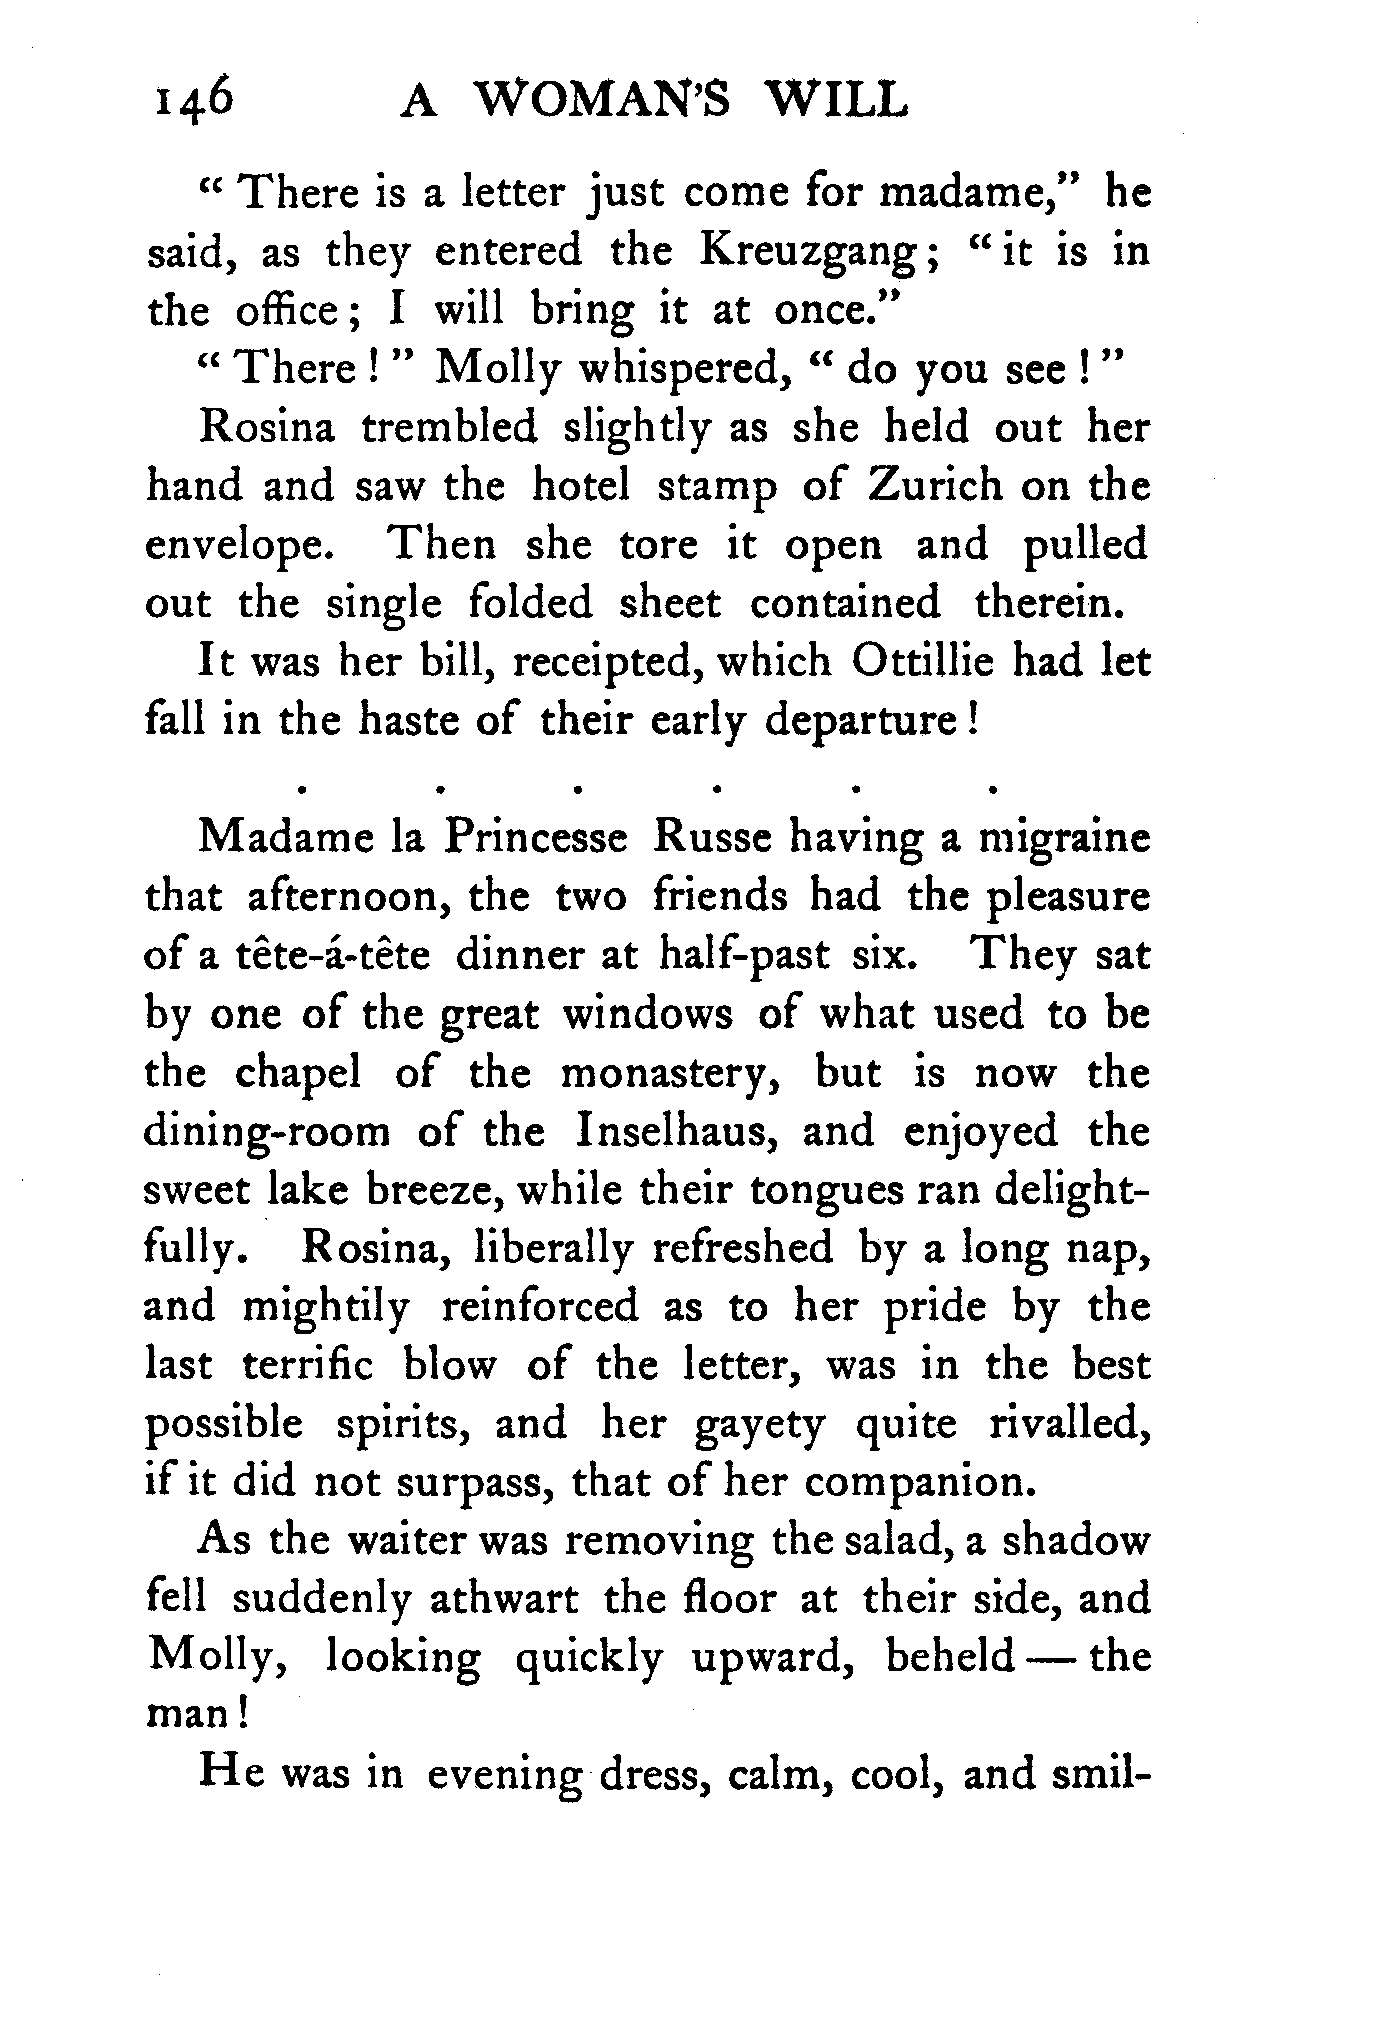 146 A WOMAN'S WILL
“ There is a letter just come for madame,” he
said, as they entered the Kreuzgang ; “ it is in
the office ; I will bring it at once.”
“ There ! ” Molly whispered, “ do you see ! ”
Rosina trembled slightly as she held out her
hand and saw the hotel stamp of Zurich on the
envelope. Then she tore it open and pulled
out the single folded sheet contained therein.
It was her bill, receipted, which Ottillie had let
fall in the haste of their early departure !
. . . . . .
Madame la Princesse Russe having a migraine
that afternoon, the two friends had the pleasure
of a tête-á-tête dinner at half-past six. They sat
by one of the great windows of what used to be
the chapel of the monastery, but is now the
dining-room of the Inselhaus, and enjoyed the
sweet lake breeze, while their tongues ran delight-
fully. Rosina, liberally refreshed by a long nap,
and mightily reinforced as to her pride by the
last terrific blow of the letter, was in the best
possible spirits, and her gayety quite rivalled,
if it did not surpass, that of her companion.
As the waiter was removing the salad, a shadow
fell suddenly athwart the floor at their side, and
Molly, looking quickly upward, beheld — the
man !
He was in evening dress, calm, cool, and smil-